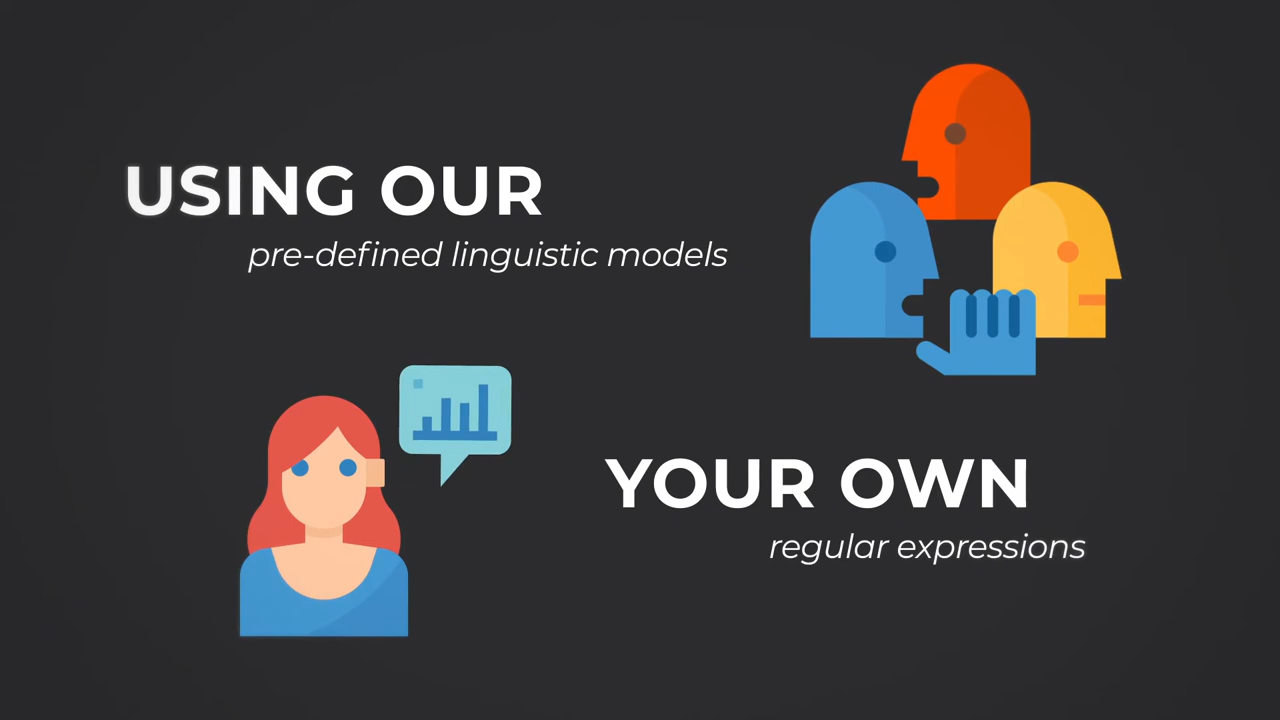 USING OUR
pre-defined linguistic models
YOUR OWN
regular expressions